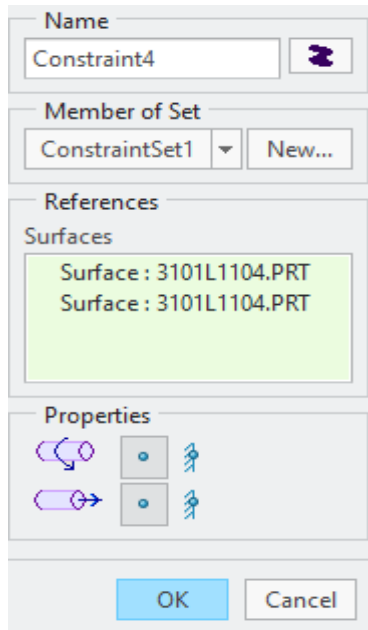 Name
Constraint4
Member of Set
ConstraintSet1 New...
References
Surfaces
Surface : 3101L1104.PRT
Surface : 3101L1104.PRT
Properties
OK Cancel